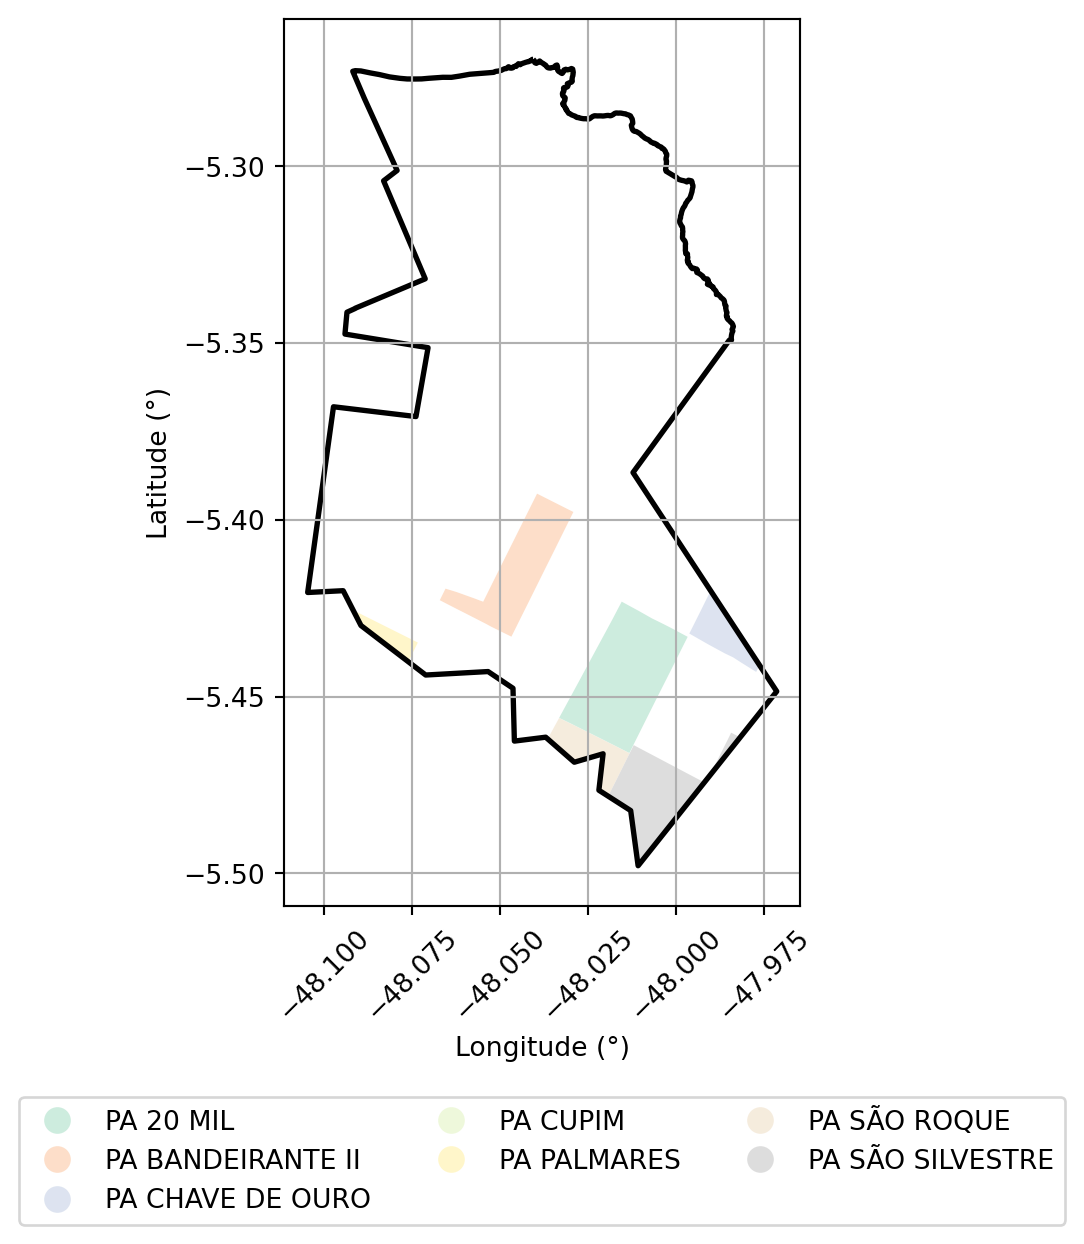 −5.30
−5.35
−5.40
−5.45
−5.50
Latitude (°)
−48.100
−48.075
−48.050
−48.025
−48.000
−47.975
Longitude (°)
PA 20 MIL
PA BANDEIRANTE II
PA CHAVE DE OURO
PA CUPIM
PA PALMARES
PA SÃO ROQUE
PA SÃO SILVESTRE